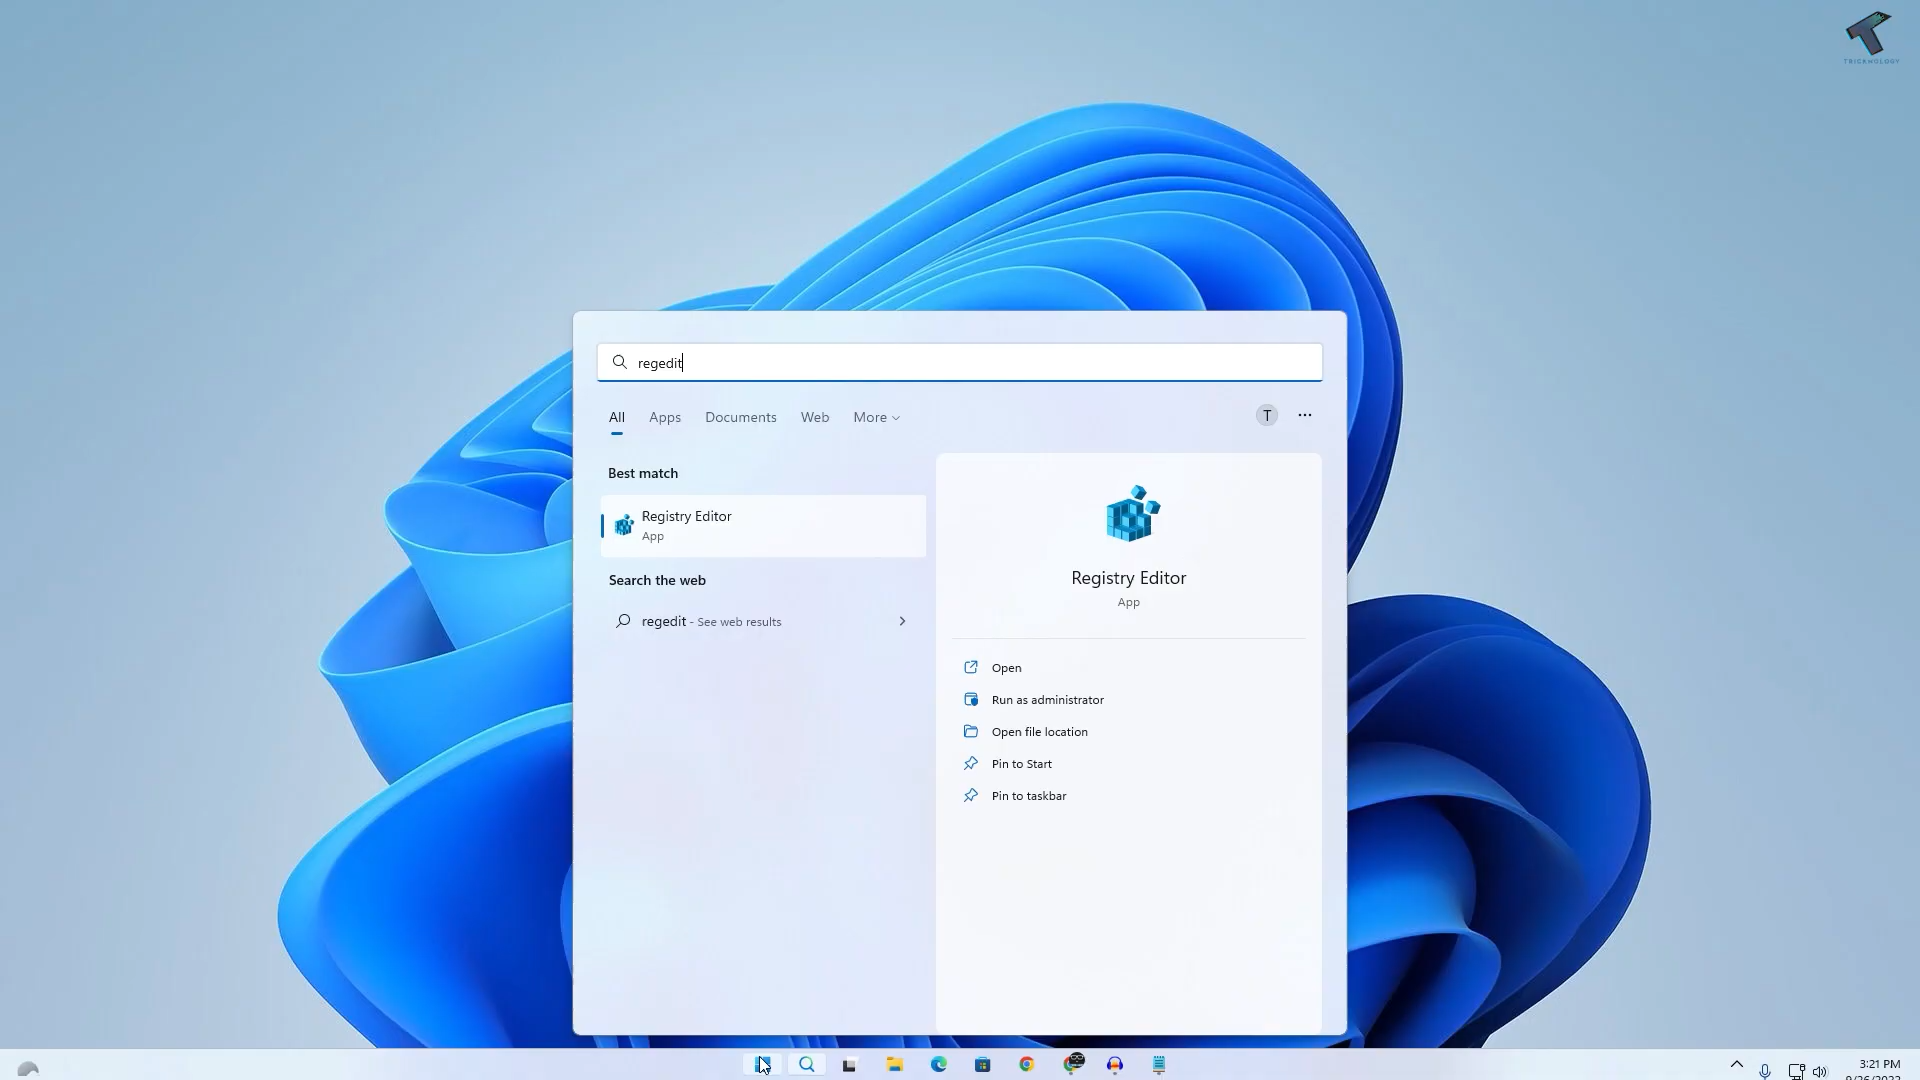 TRICKNOLOGY
regedit
All
Apps
Documents
Web
More
T
Best match
Registry Editor
App
Search the web
regedit - See web results
Registry Editor
App
Open
Run as administrator
Open file location
Pin to Start
Pin to taskbar
3:21 PM